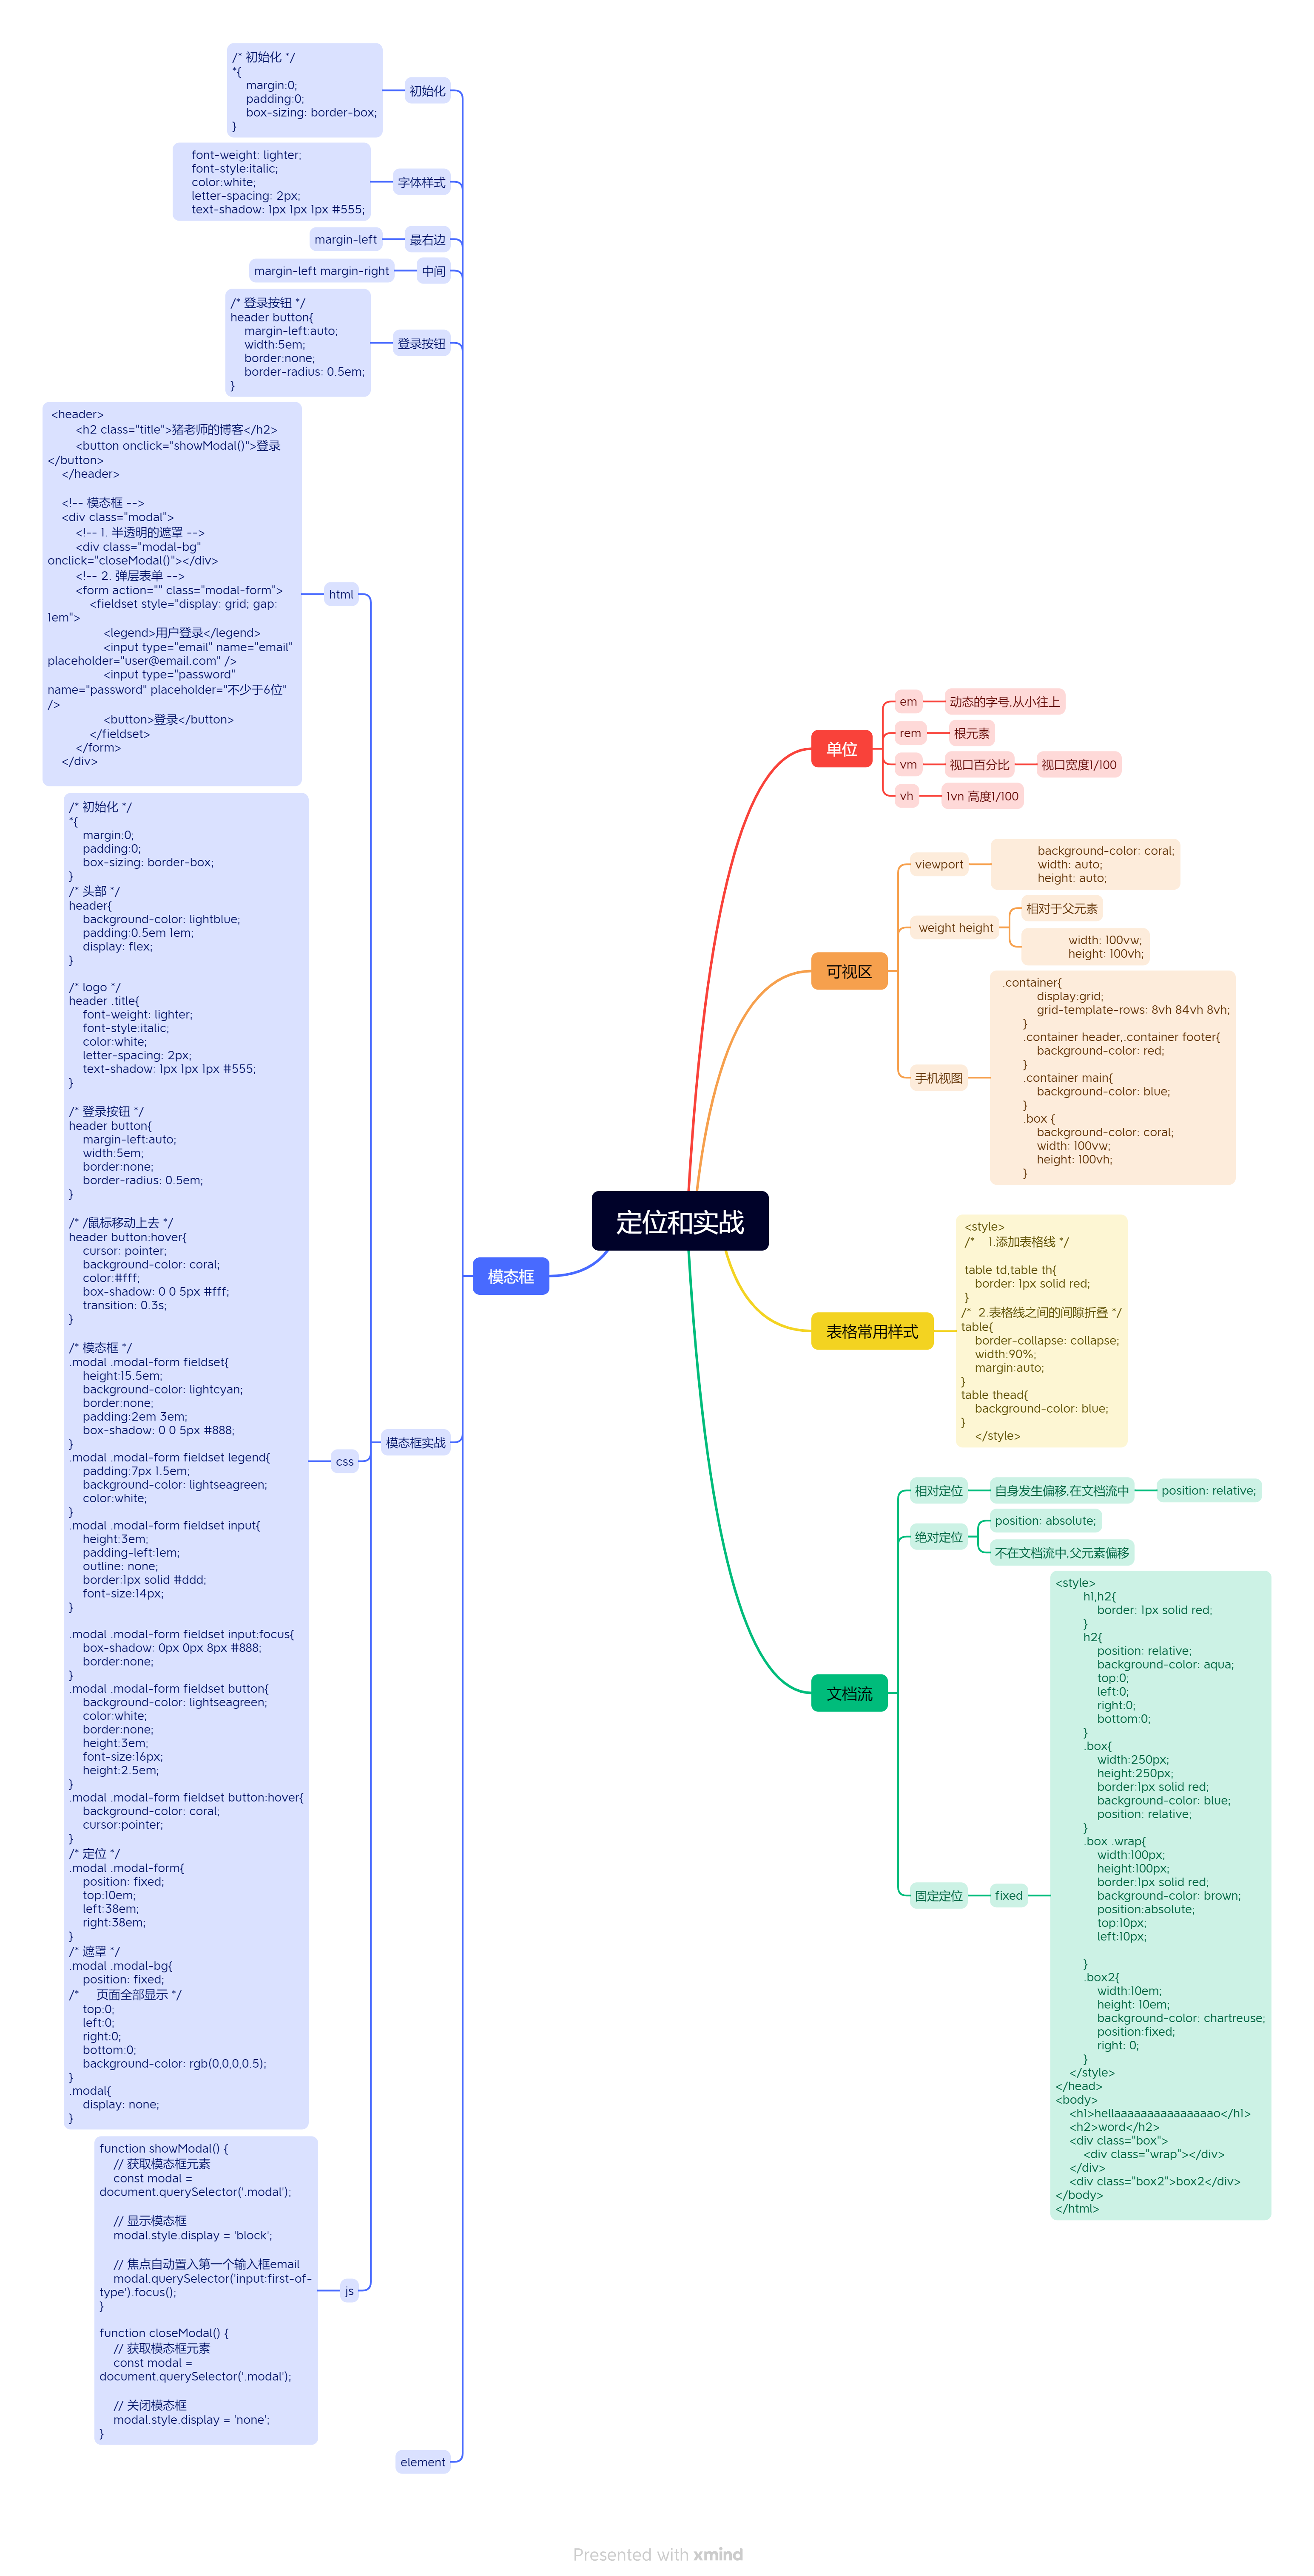 定位和实战
单位
em
动态的字号,从小往上
rem
根元素
vm
视口百分比
视口宽度1/100
vh
1vn 高度1/100
可视区
viewport
background-color: coral;
width: auto;
height: auto;
weight height
相对于父元素
width: 100vw;
height: 100vh;
手机视图
.container{
display:grid;
grid-template-rows: 8vh 84vh 8vh;
}
.container header,.container footer{
background-color: red;
}
.container main{
background-color: blue;
}
.box {
background-color: coral;
width: 100vw;
height: 100vh;
}
表格常用样式
<style>
/* 1.添加表格线 */
table td,table th{
border: 1px solid red;
}
/* 2.表格线之间的间隙折叠 */
table{
border-collapse: collapse;
width:90%;
margin:auto;
}
table thead{
background-color: blue;
}
</style>
文档流
相对定位
自身发生偏移,在文档流中
position: relative;
绝对定位
position: absolute;
不在文档流中,父元素偏移
固定定位
fixed
<style>
h1,h2{
border: 1px solid red;
}
h2{
position: relative;
background-color: aqua;
top:0;
left:0;
right:0;
bottom:0;
}
.box{
width:250px;
height:250px;
border:1px solid red;
background-color: blue;
position: relative;
}
.box .wrap{
width:100px;
height:100px;
border:1px solid red;
background-color: brown;
position:absolute;
top:10px;
left:10px;
}
.box2{
width:10em;
height: 10em;
background-color: chartreuse;
position:fixed;
right: 0;
}
</style>
</head>
<body>
<h1>hellaaaaaaaaaaaaaaao</h1>
<h2>word</h2>
<div class="box">
<div class="wrap"></div>
</div>
<div class="box2">box2</div>
</body>
</html>
模态框
初始化
/* 初始化 */
*{
margin:0;
padding:0;
box-sizing: border-box;
}
字体样式
font-weight: lighter;
font-style:italic;
color:white;
letter-spacing: 2px;
text-shadow: 1px 1px 1px #555;
最右边
margin-left
中间
margin-left margin-right
登录按钮
/* 登录按钮 */
header button{
margin-left:auto;
width:5em;
border:none;
border-radius: 0.5em;
}
模态框实战
html
<header>
<h2 class="title">猪老师的博客</h2>
<button onclick="showModal()">登录
</button>
</header>
<!-- 模态框 -->
<div class="modal">
<!-- 1. 半透明的遮罩 -->
<div class="modal-bg"
onclick="closeModal()"></div>
<!-- 2. 弹层表单 -->
<form action="" class="modal-form">
<fieldset style="display: grid; gap:
1em">
<legend>用户登录</legend>
<input type="email" name="email"
placeholder="user@email.com" />
<input type="password"
name="password" placeholder="不少于6位"
/>
<button>登录</button>
</fieldset>
</form>
</div>
css
/* 初始化 */
*{
margin:0;
padding:0;
box-sizing: border-box;
}
/* 头部 */
header{
background-color: lightblue;
padding:0.5em 1em;
display: flex;
}
/* logo */
header .title{
font-weight: lighter;
font-style:italic;
color:white;
letter-spacing: 2px;
text-shadow: 1px 1px 1px #555;
}
/* 登录按钮 */
header button{
margin-left:auto;
width:5em;
border:none;
border-radius: 0.5em;
}
/* /鼠标移动上去 */
header button:hover{
cursor: pointer;
background-color: coral;
color:#fff;
box-shadow: 0 0 5px #fff;
transition: 0.3s;
}
/* 模态框 */
.modal .modal-form fieldset{
height:15.5em;
background-color: lightcyan;
border:none;
padding:2em 3em;
box-shadow: 0 0 5px #888;
}
.modal .modal-form fieldset legend{
padding:7px 1.5em;
background-color: lightseagreen;
color:white;
}
.modal .modal-form fieldset input{
height:3em;
padding-left:1em;
outline: none;
border:1px solid #ddd;
font-size:14px;
}
.modal .modal-form fieldset input:focus{
box-shadow: 0px 0px 8px #888;
border:none;
}
.modal .modal-form fieldset button{
background-color: lightseagreen;
color:white;
border:none;
height:3em;
font-size:16px;
height:2.5em;
}
.modal .modal-form fieldset button:hover{
background-color: coral;
cursor:pointer;
}
/* 定位 */
.modal .modal-form{
position: fixed;
top:10em;
left:38em;
right:38em;
}
/* 遮罩 */
.modal .modal-bg{
position: fixed;
/* 页面全部显示 */
top:0;
left:0;
right:0;
bottom:0;
background-color: rgb(0,0,0,0.5);
}
.modal{
display: none;
}
js
function showModal() {
// 获取模态框元素
const modal =
document.querySelector('.modal');
// 显示模态框
modal.style.display = 'block';
// 焦点自动置入第一个输入框email
modal.querySelector('input:first-of-
type').focus();
}
function closeModal() {
// 获取模态框元素
const modal =
document.querySelector('.modal');
// 关闭模态框
modal.style.display = 'none';
}
element
Presented with xmind